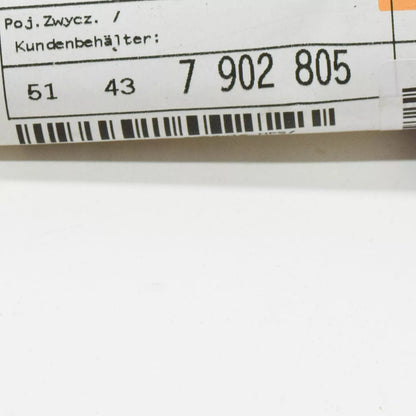 Poj.Zwycz. /
Kundenbehälter:
51 43 7 902 805